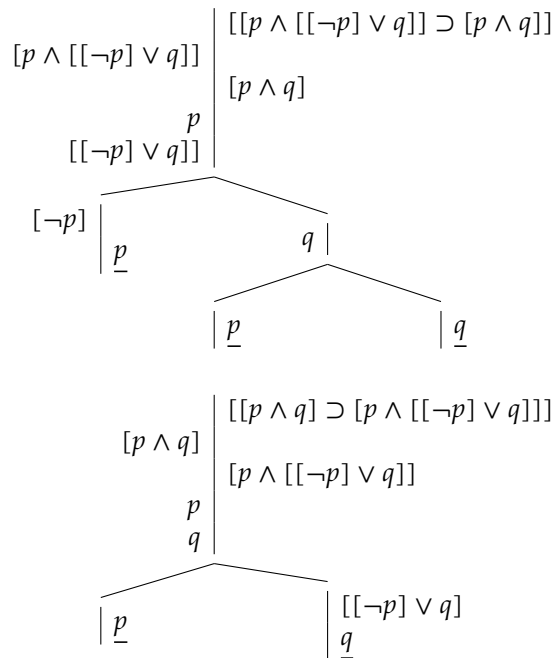 [[p ∧ [[¬p] ∨ q]] ⊃ [p ∧ q]]
[p ∧ [[¬p] ∨ q]]
[p ∧ q]
p
[[¬p] ∨ q]]
[¬p]
p
q
p q
[[p ∧ q] ⊃ [p ∧ [[¬p] ∨ q]]]
[p ∧ q]
[p ∧ [[¬p] ∨ q]]
p
q
p
[[¬p] ∨ q]
q